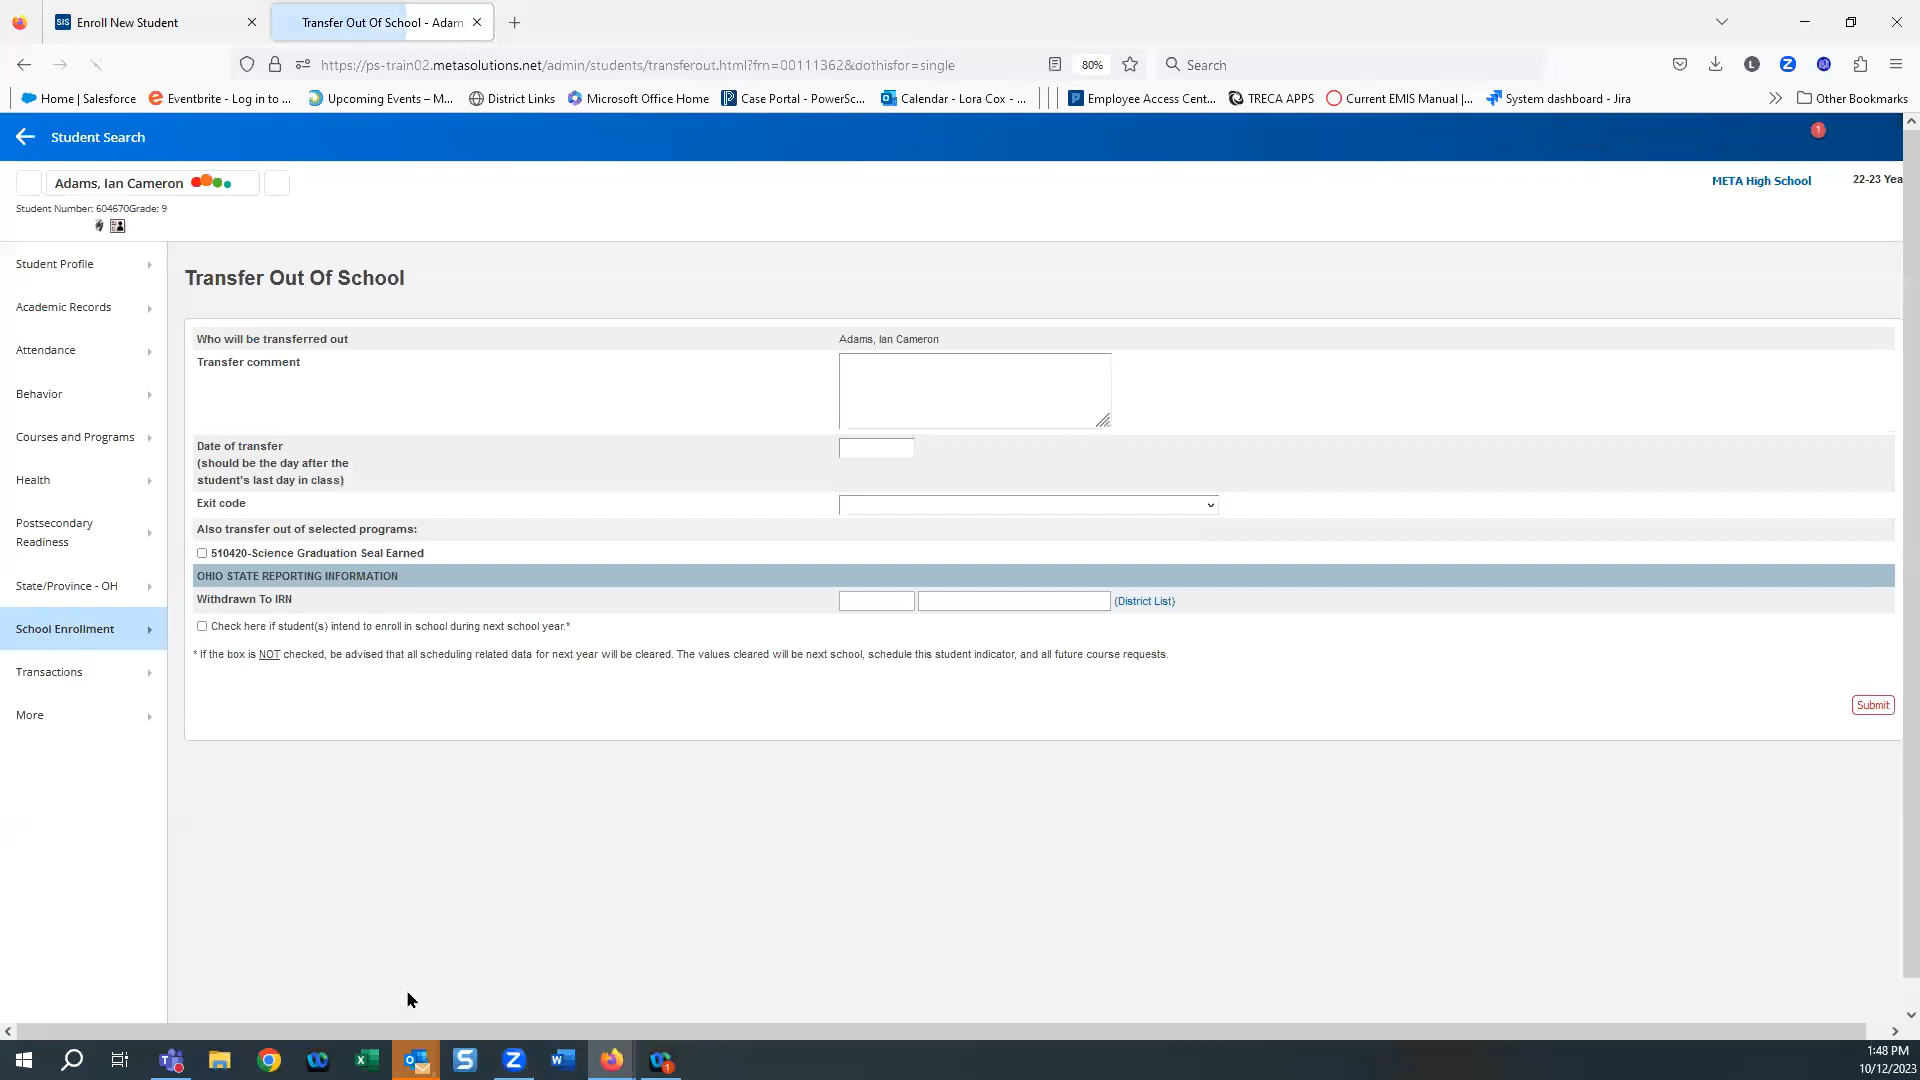 SIS Enroll New Student
Transfer Out Of School - Adam
https://ps-train02.metasolutions.net/admin/students/transferout.html?frn=00111362&dothisfor=single
80%
Search
L
Z
Home | Salesforce
Eventbrite - Log in to ...
Upcoming Events – M...
District Links
Microsoft Office Home
Case Portal - PowerSc...
Calendar - Lora Cox - ...
Employee Access Cent...
TRECA APPS
Current EMIS Manual |...
System dashboard - Jira
Other Bookmarks
Student Search
1
Adams, Ian Cameron
META High School
22-23 Yea
Student Number: 604670Grade: 9
Student Profile
Academic Records
Attendance
Behavior
Courses and Programs
Health
Postsecondary
Readiness
State/Province - OH
School Enrollment
Transactions
More
Transfer Out Of School
Who will be transferred out
Adams, Ian Cameron
Transfer comment
Date of transfer
(should be the day after the
student's last day in class)
Exit code
Also transfer out of selected programs:
510420-Science Graduation Seal Earned
OHIO STATE REPORTING INFORMATION
Withdrawn To IRN
(District List)
Check here if student(s) intend to enroll in school during next school year.*
* If the box is NOT checked, be advised that all scheduling related data for next year will be cleared. The values cleared will be next school, schedule this student indicator, and all future course requests.
Submit
1:48 PM
10/12/2023